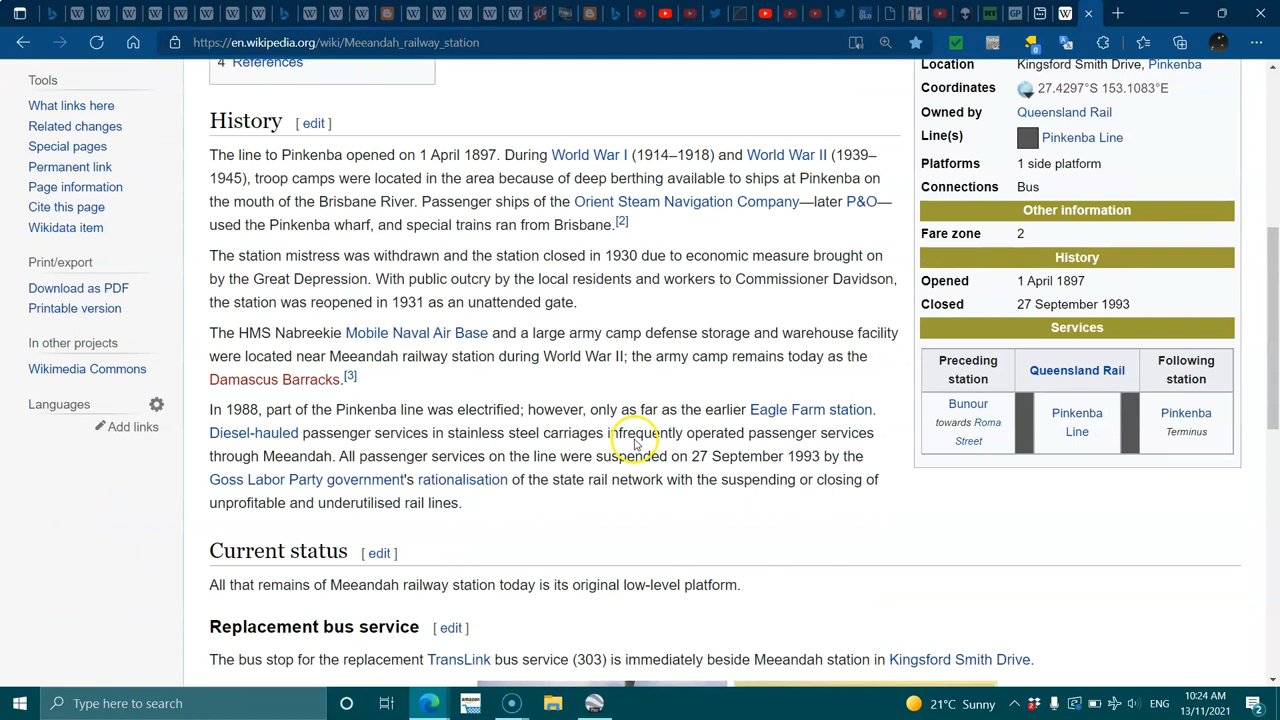 https://en.wikipedia.org/wiki/Meeandah_railway_station
Tools
What links here
Related changes
Special pages
Permanent link
Page information
Cite this page
Wikidata item
Print/export
Download as PDF
Printable version
In other projects
Wikimedia Commons
Languages
Add links
4 References
History [ edit ]
The line to Pinkenba opened on 1 April 1897. During World War I (1914–1918) and World War II (1939–
1945), troop camps were located in the area because of deep berthing available to ships at Pinkenba on
the mouth of the Brisbane River. Passenger ships of the Orient Steam Navigation Company—later P&O—
used the Pinkenba wharf, and special trains ran from Brisbane.[2]
The station mistress was withdrawn and the station closed in 1930 due to economic measure brought on
by the Great Depression. With public outcry by the local residents and workers to Commissioner Davidson,
the station was reopened in 1931 as an unattended gate.
The HMS Nabreekie Mobile Naval Air Base and a large army camp defense storage and warehouse facility
were located near Meeandah railway station during World War II; the army camp remains today as the
Damascus Barracks.[3]
In 1988, part of the Pinkenba line was electrified; however, only as far as the earlier Eagle Farm station.
Diesel-hauled passenger services in stainless steel carriages infrequently operated passenger services
through Meeandah. All passenger services on the line were suspended on 27 September 1993 by the
Goss Labor Party government's rationalisation of the state rail network with the suspending or closing of
unprofitable and underutilised rail lines.
Current status [ edit ]
All that remains of Meeandah railway station today is its original low-level platform.
Replacement bus service [ edit ]
The bus stop for the replacement TransLink bus service (303) is immediately beside Meeandah station in Kingsford Smith Drive.
Location Kingsford Smith Drive, Pinkenba
Coordinates 27.4297°S 153.1083°E
Owned by Queensland Rail
Line(s) Pinkenba Line
Platforms 1 side platform
Connections Bus
Other information
Fare zone 2
History
Opened 1 April 1897
Closed 27 September 1993
Services
Preceding station Queensland Rail Following station
Bunour
towards Roma
Street
Pinkenba
Line
Pinkenba
Terminus
Type here to search
21°C Sunny
ENG
10:24 AM
13/11/2021
2